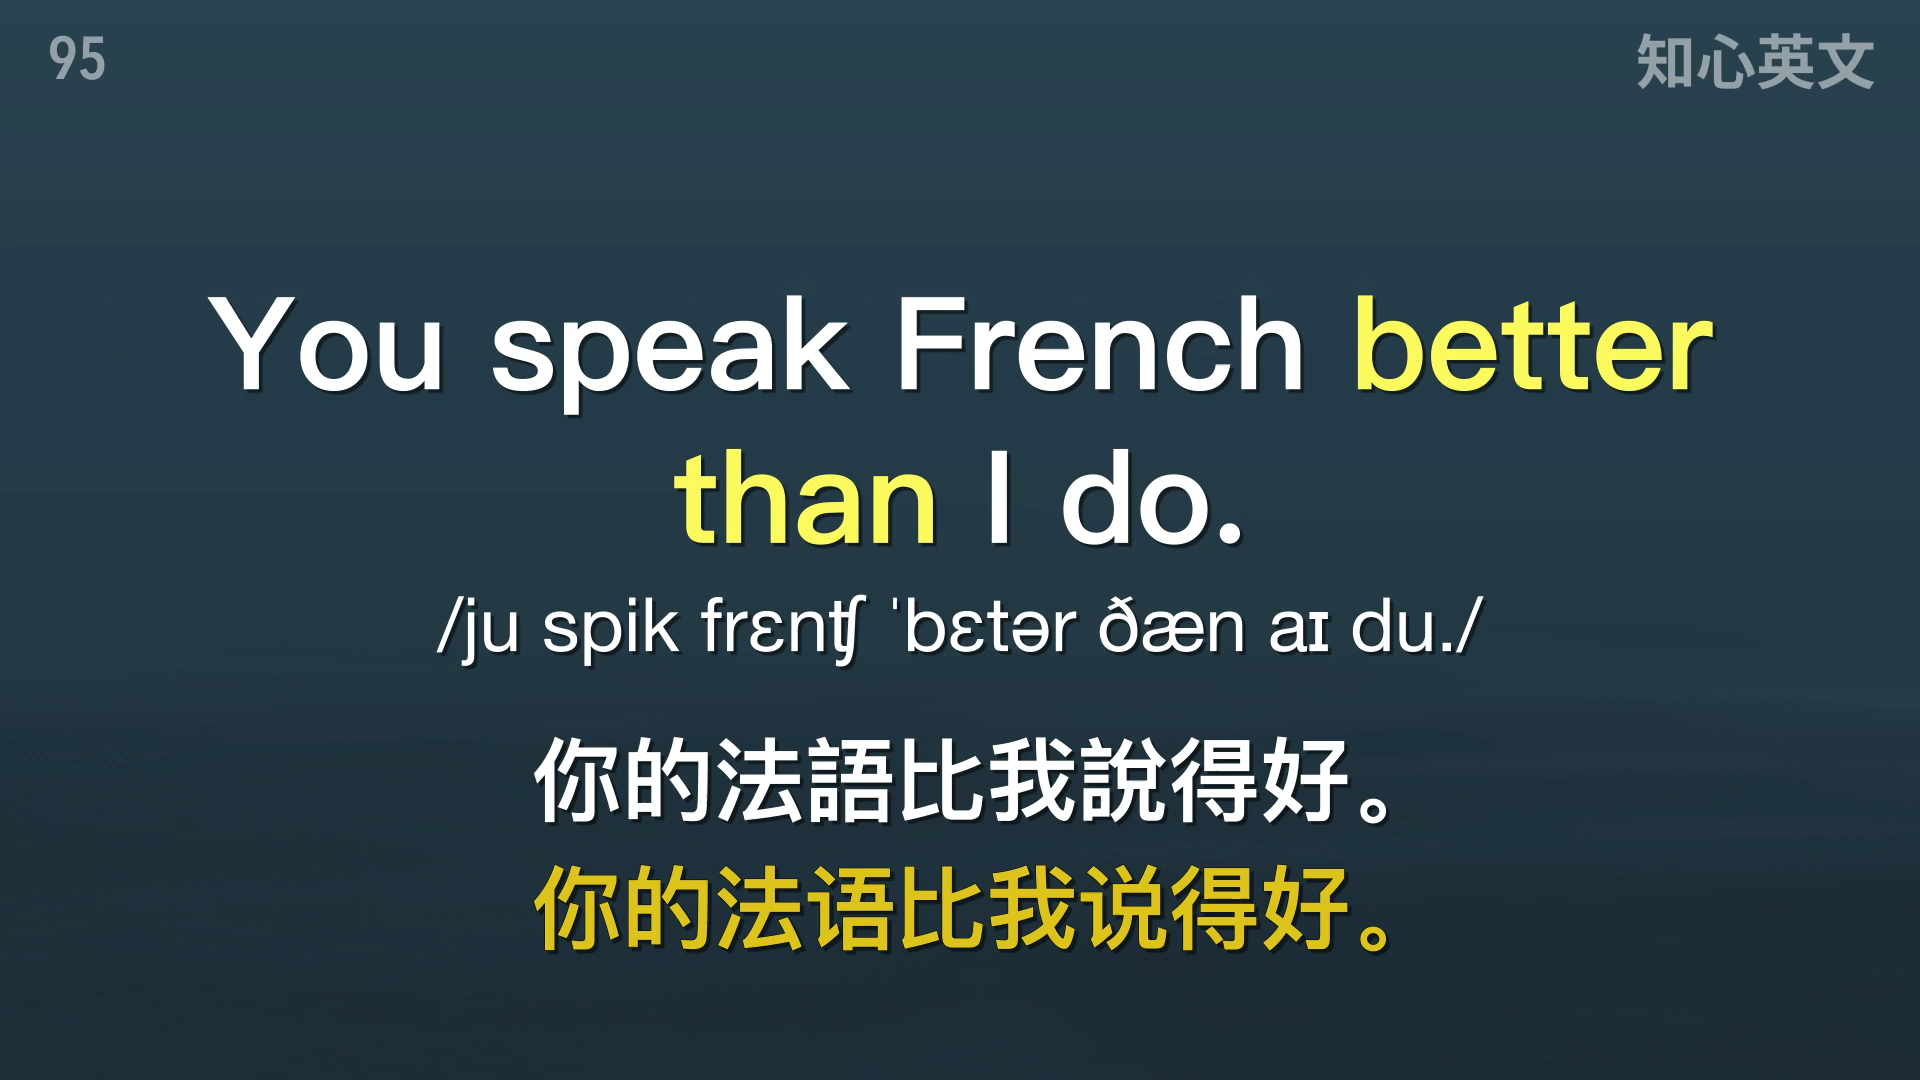 95
知心英文
You speak French better
than I do.
/ju spik frɛnʧ ˈbɛtər ðæn aɪ du./
你的法語比我說得好。
你的法语比我说得好。